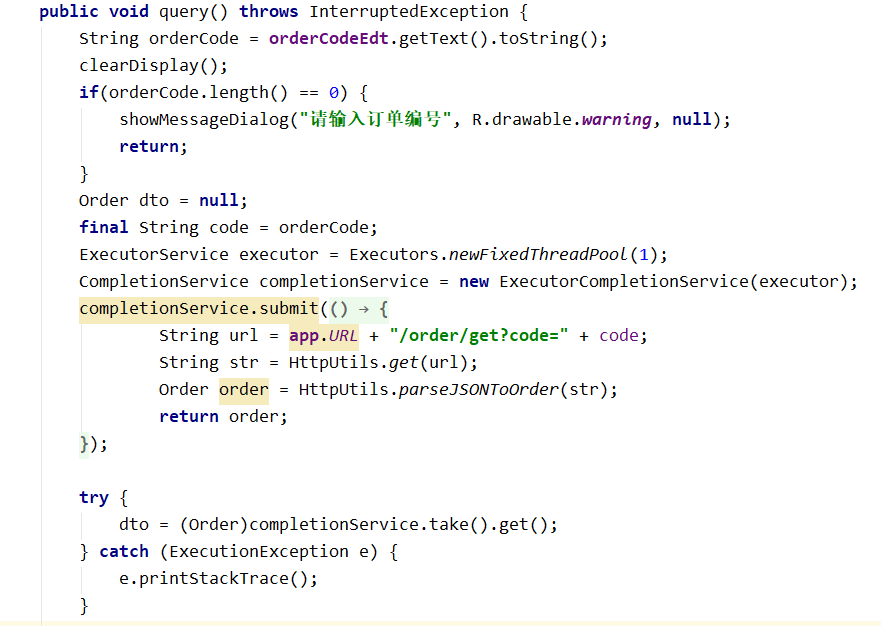 public void query() throws InterruptedException {
String orderCode = orderCodeEdt.getText().toString();
clearDisplay();
if(orderCode.length() == 0) {
showMessageDialog("请输入订单编号", R.drawable.warning, null);
return;
}
Order dto = null;
final String code = orderCode;
ExecutorService executor = Executors.newFixedThreadPool(1);
CompletionService completionService = new ExecutorCompletionService(executor);
completionService.submit(() → {
String url = app.URL + "/order/get?code=" + code;
String str = HttpUtils.get(url);
Order order = HttpUtils.parseJSONToOrder(str);
return order;
});
try {
dto = (Order)completionService.take().get();
} catch (ExecutionException e) {
e.printStackTrace();
}